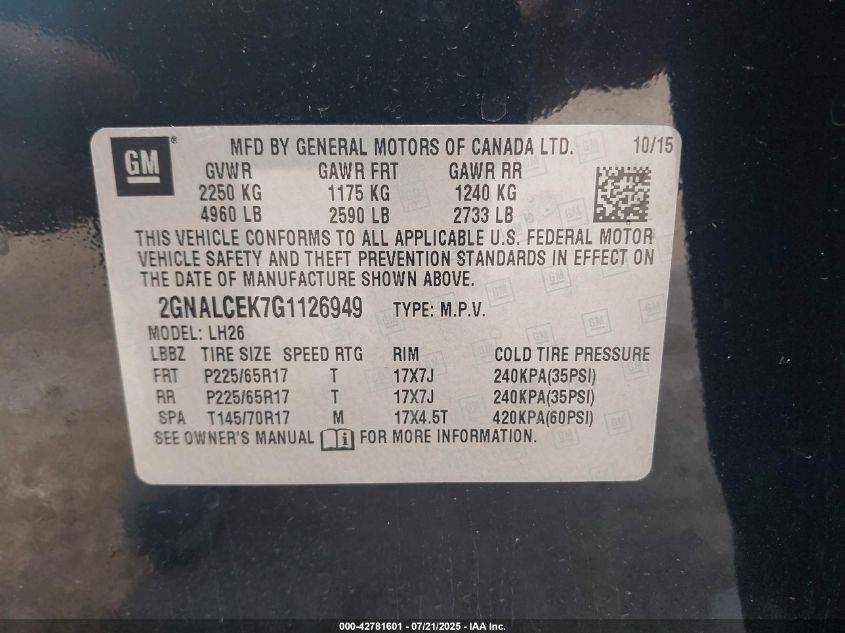 GM ®
MFD BY GENERAL MOTORS OF CANADA LTD. 10/15
GVWR GAWR FRT GAWR RR
2250 KG 1175 KG 1240 KG
4960 LB 2590 LB 2733 LB
THIS VEHICLE CONFORMS TO ALL APPLICABLE U.S. FEDERAL MOTOR
VEHICLE SAFETY AND THEFT PREVENTION STANDARDS IN EFFECT ON
THE DATE OF MANUFACTURE SHOWN ABOVE.
2GNALCEK7G1126949 TYPE: M.P.V.
MODEL: LH26
LBBZ TIRE SIZE SPEED RTG RIM COLD TIRE PRESSURE
FRT P225/65R17 T 17X7J 240KPA(35PSI)
RR P225/65R17 T 17X7J 240KPA(35PSI)
SPA T145/70R17 M 17X4.5T 420KPA(60PSI)
SEE OWNER'S MANUAL i FOR MORE INFORMATION.
000-42781601 - 07/21/2025 - IAA Inc.